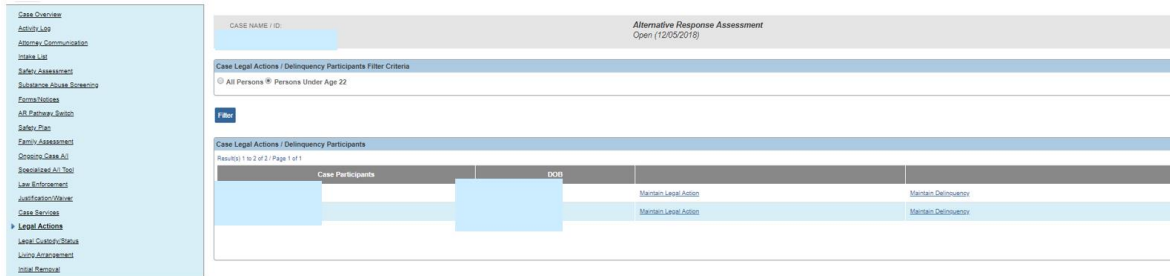 Case Overview
Activity Log
Attorney Communication
Intake List
Safety Assessment
Substance Abuse Screening
Forms/Notices
AR Pathway Switch
Safety Plan
Family Assessment
Ongoing Case A/I
Specialized A/I Tool
Law Enforcement
Justification/Waiver
Case Services
Legal Actions
Legal Custody/Status
Living Arrangement
Initial Removal
CASE NAME / ID:
Alternative Response Assessment
Open (12/05/2018)
Case Legal Actions / Delinquency Participants Filter Criteria
All Persons Persons Under Age 22
Filter
Case Legal Actions / Delinquency Participants
Result(s) 1 to 2 of 2 / Page 1 of 1
Case Participants DOB
Maintain Legal Action Maintain Delinquency
Maintain Legal Action Maintain Delinquency